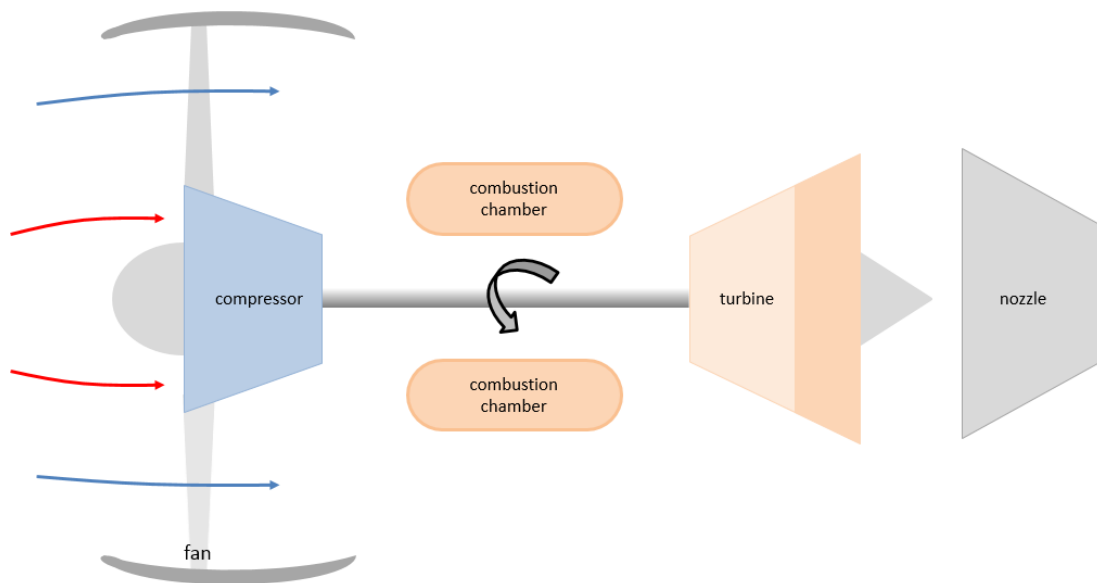 combustion
chamber
compressor
turbine
nozzle
combustion
chamber
fan